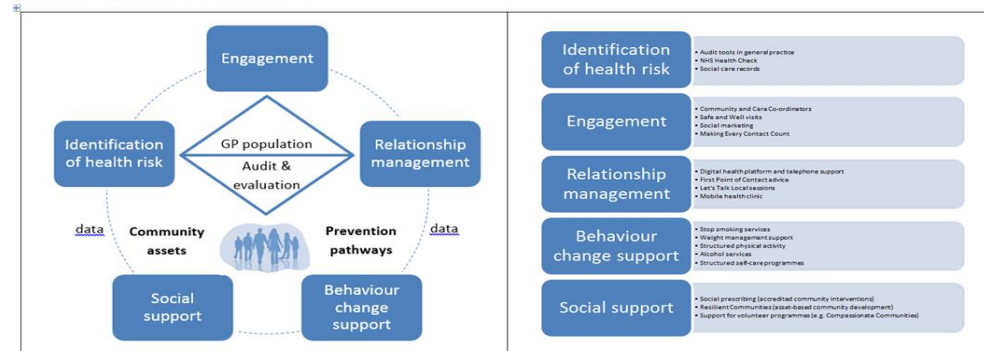 Engagement
Identification
of health risk
GP population
Audit &
evaluation
Relationship
management
data
Community
assets
Prevention
pathways
data
Social
support
Behaviour
change
support
Identification
of health risk
• Audit tools in general practice
• NHS Health Check
• Social care records
Engagement
• Community and Care Co-ordinators
• Safe and Well visits
• Social marketing
• Making Every Contact Count
Relationship
management
• Digital health platform and telephone support
• First Point of Contact advice
• Let's Talk Local sessions
• Mobile health clinic
Behaviour
change support
• Stop smoking services
• Weight management support
• Structured physical activity
• Alcohol services
• Structured self-care programmes
Social support
• Social prescribing (accredited community interventions)
• Resilient Communities (asset-based community development)
• Support for volunteer programmes (e.g. Compassionate Communities)